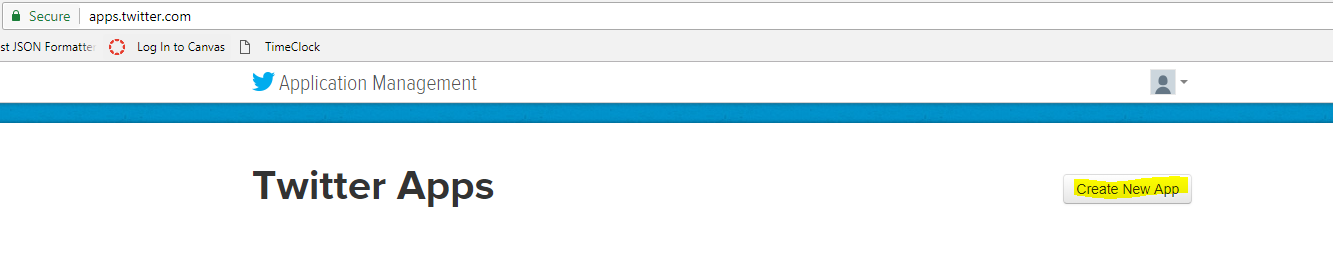 Secure apps.twitter.com
st JSON Formatte Log In to Canvas TimeClock
Application Management
Twitter Apps
Create New App